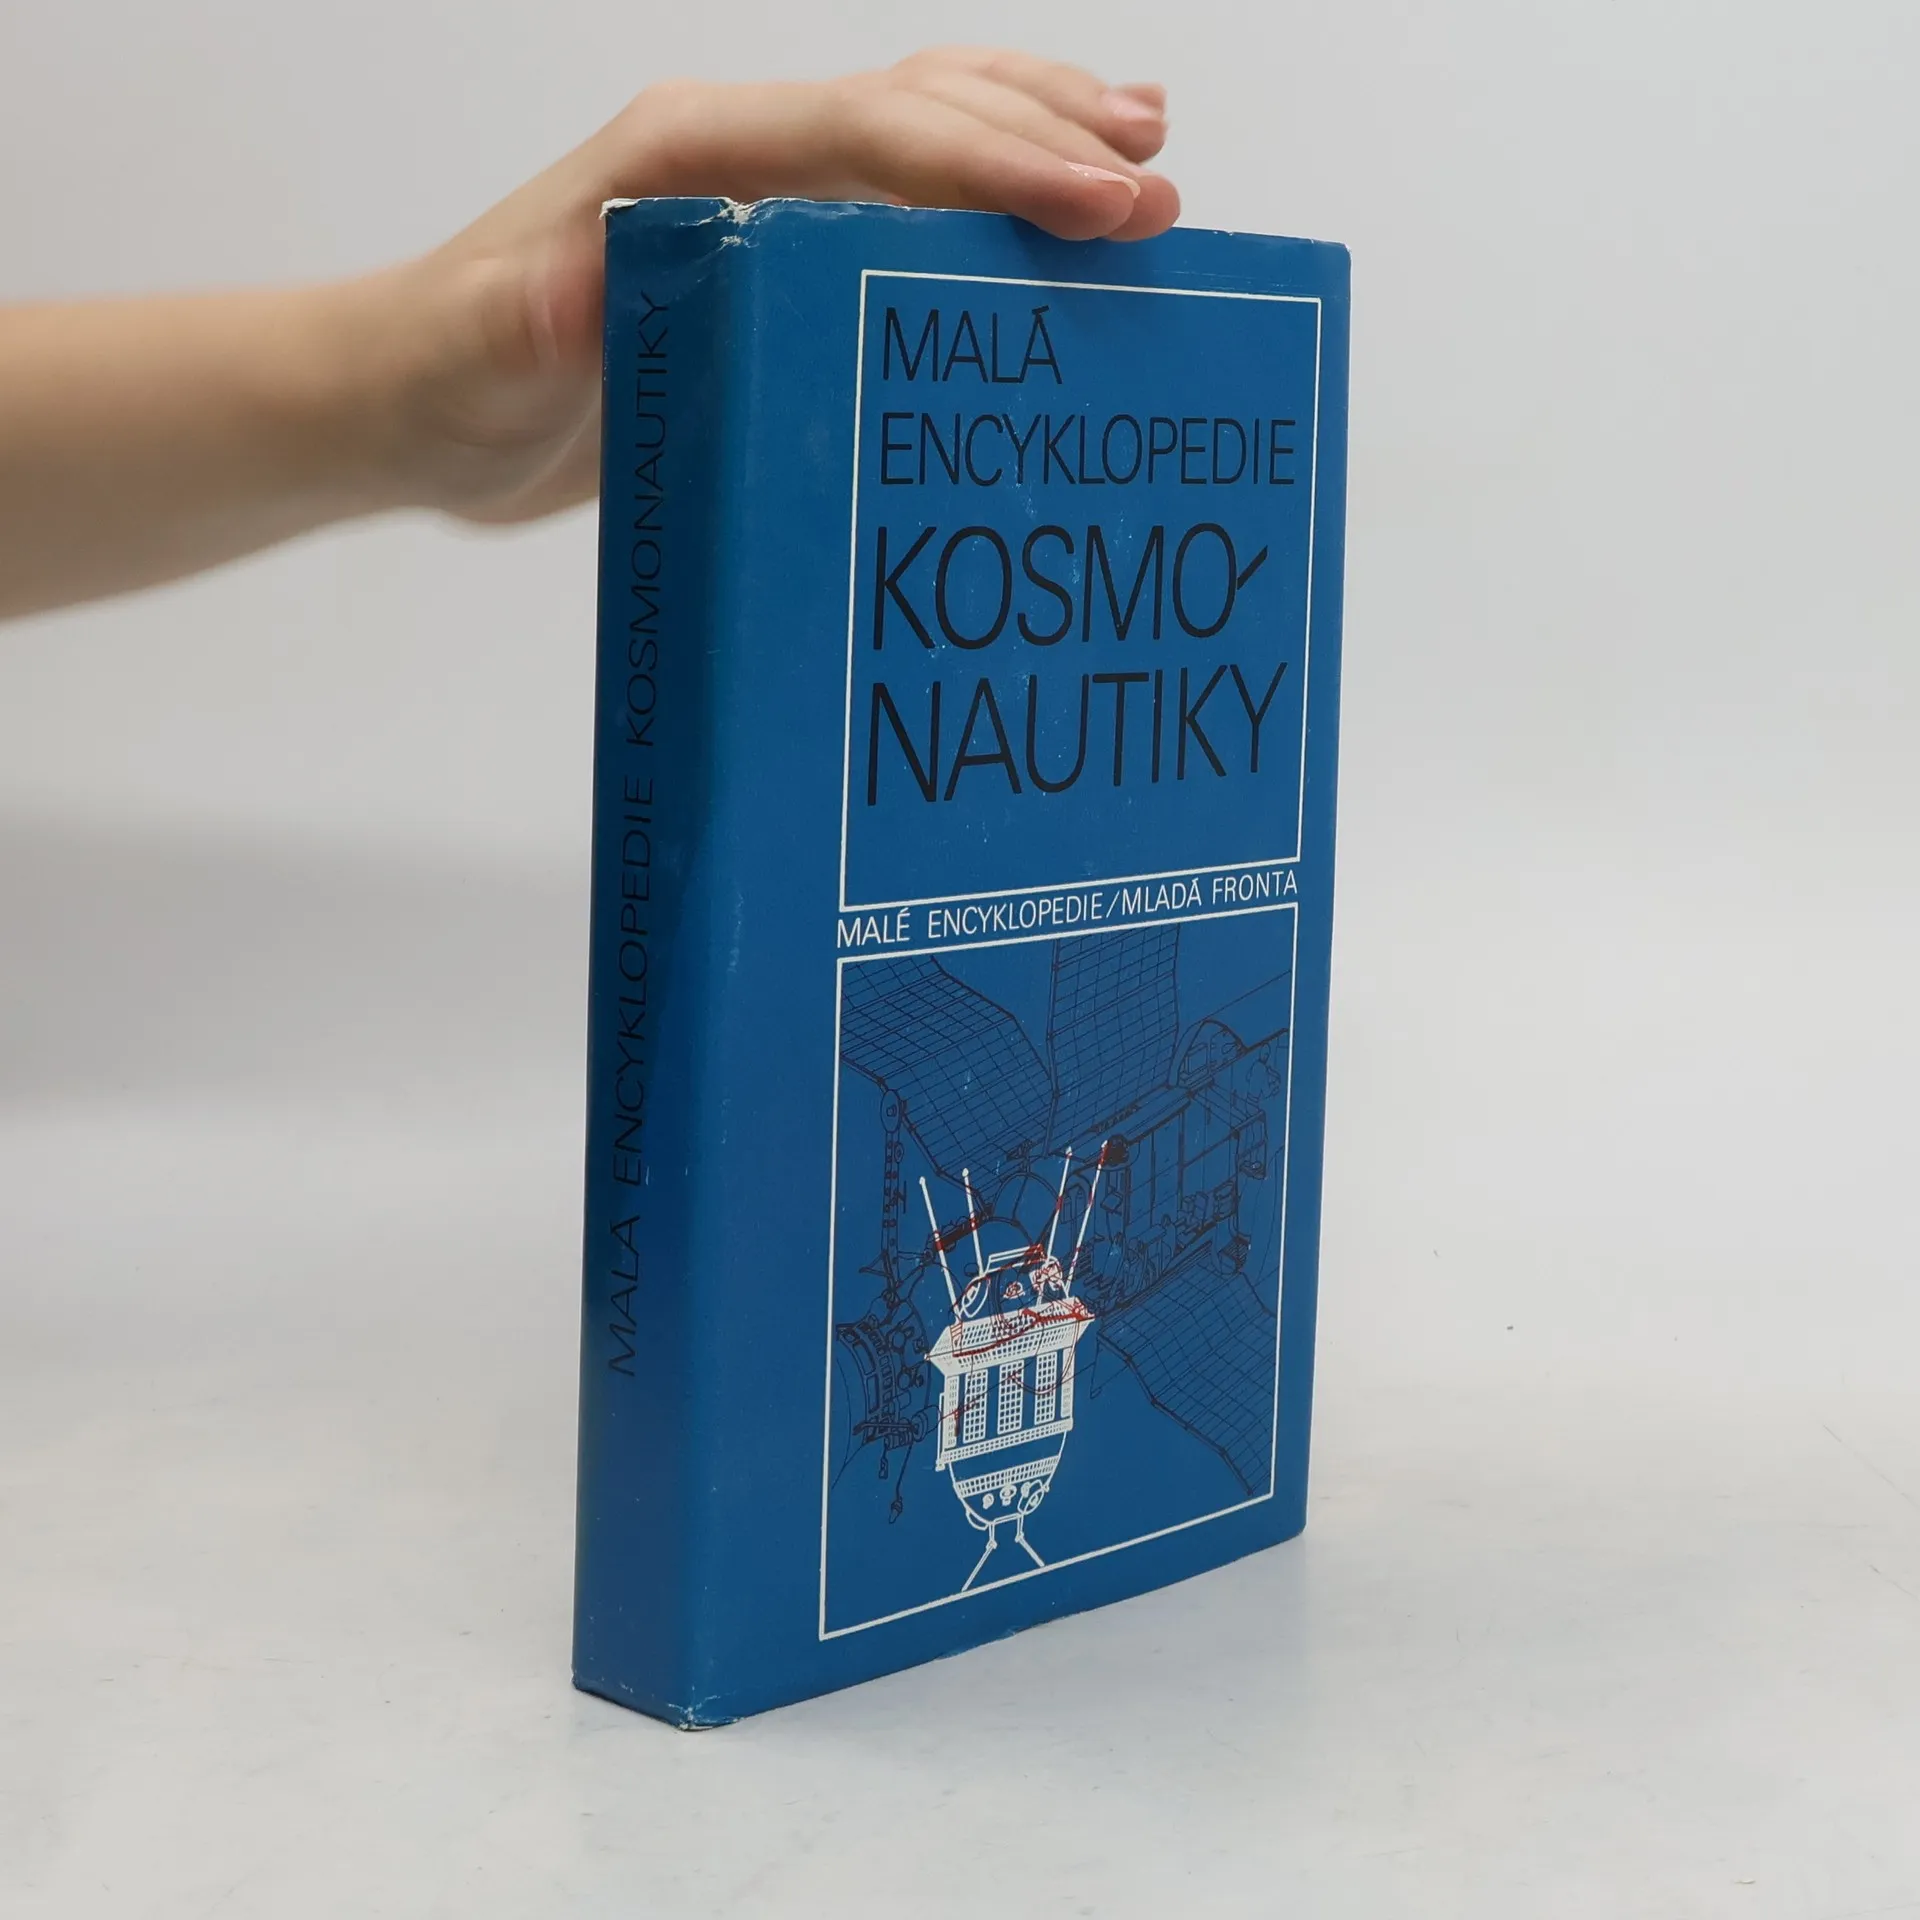 MALÁ ENCYKLOPEDIE KOSMONAUTIKY
MALÁ
ENCYKLOPEDIE
KOSMO-
NAUTIKY
MALÉ ENCYKLOPEDIE/MLADÁ FRONTA